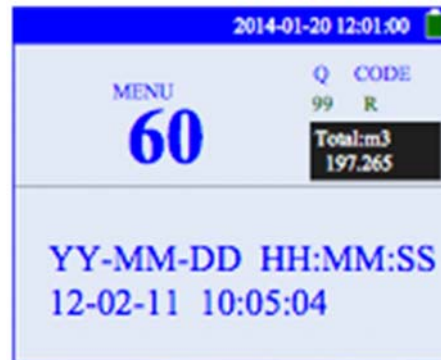 2014-01-20 12:01:00
MENU
60
Q CODE
99 R
Total:m3
197.265
YY-MM-DD HH:MM:SS
12-02-11 10:05:04